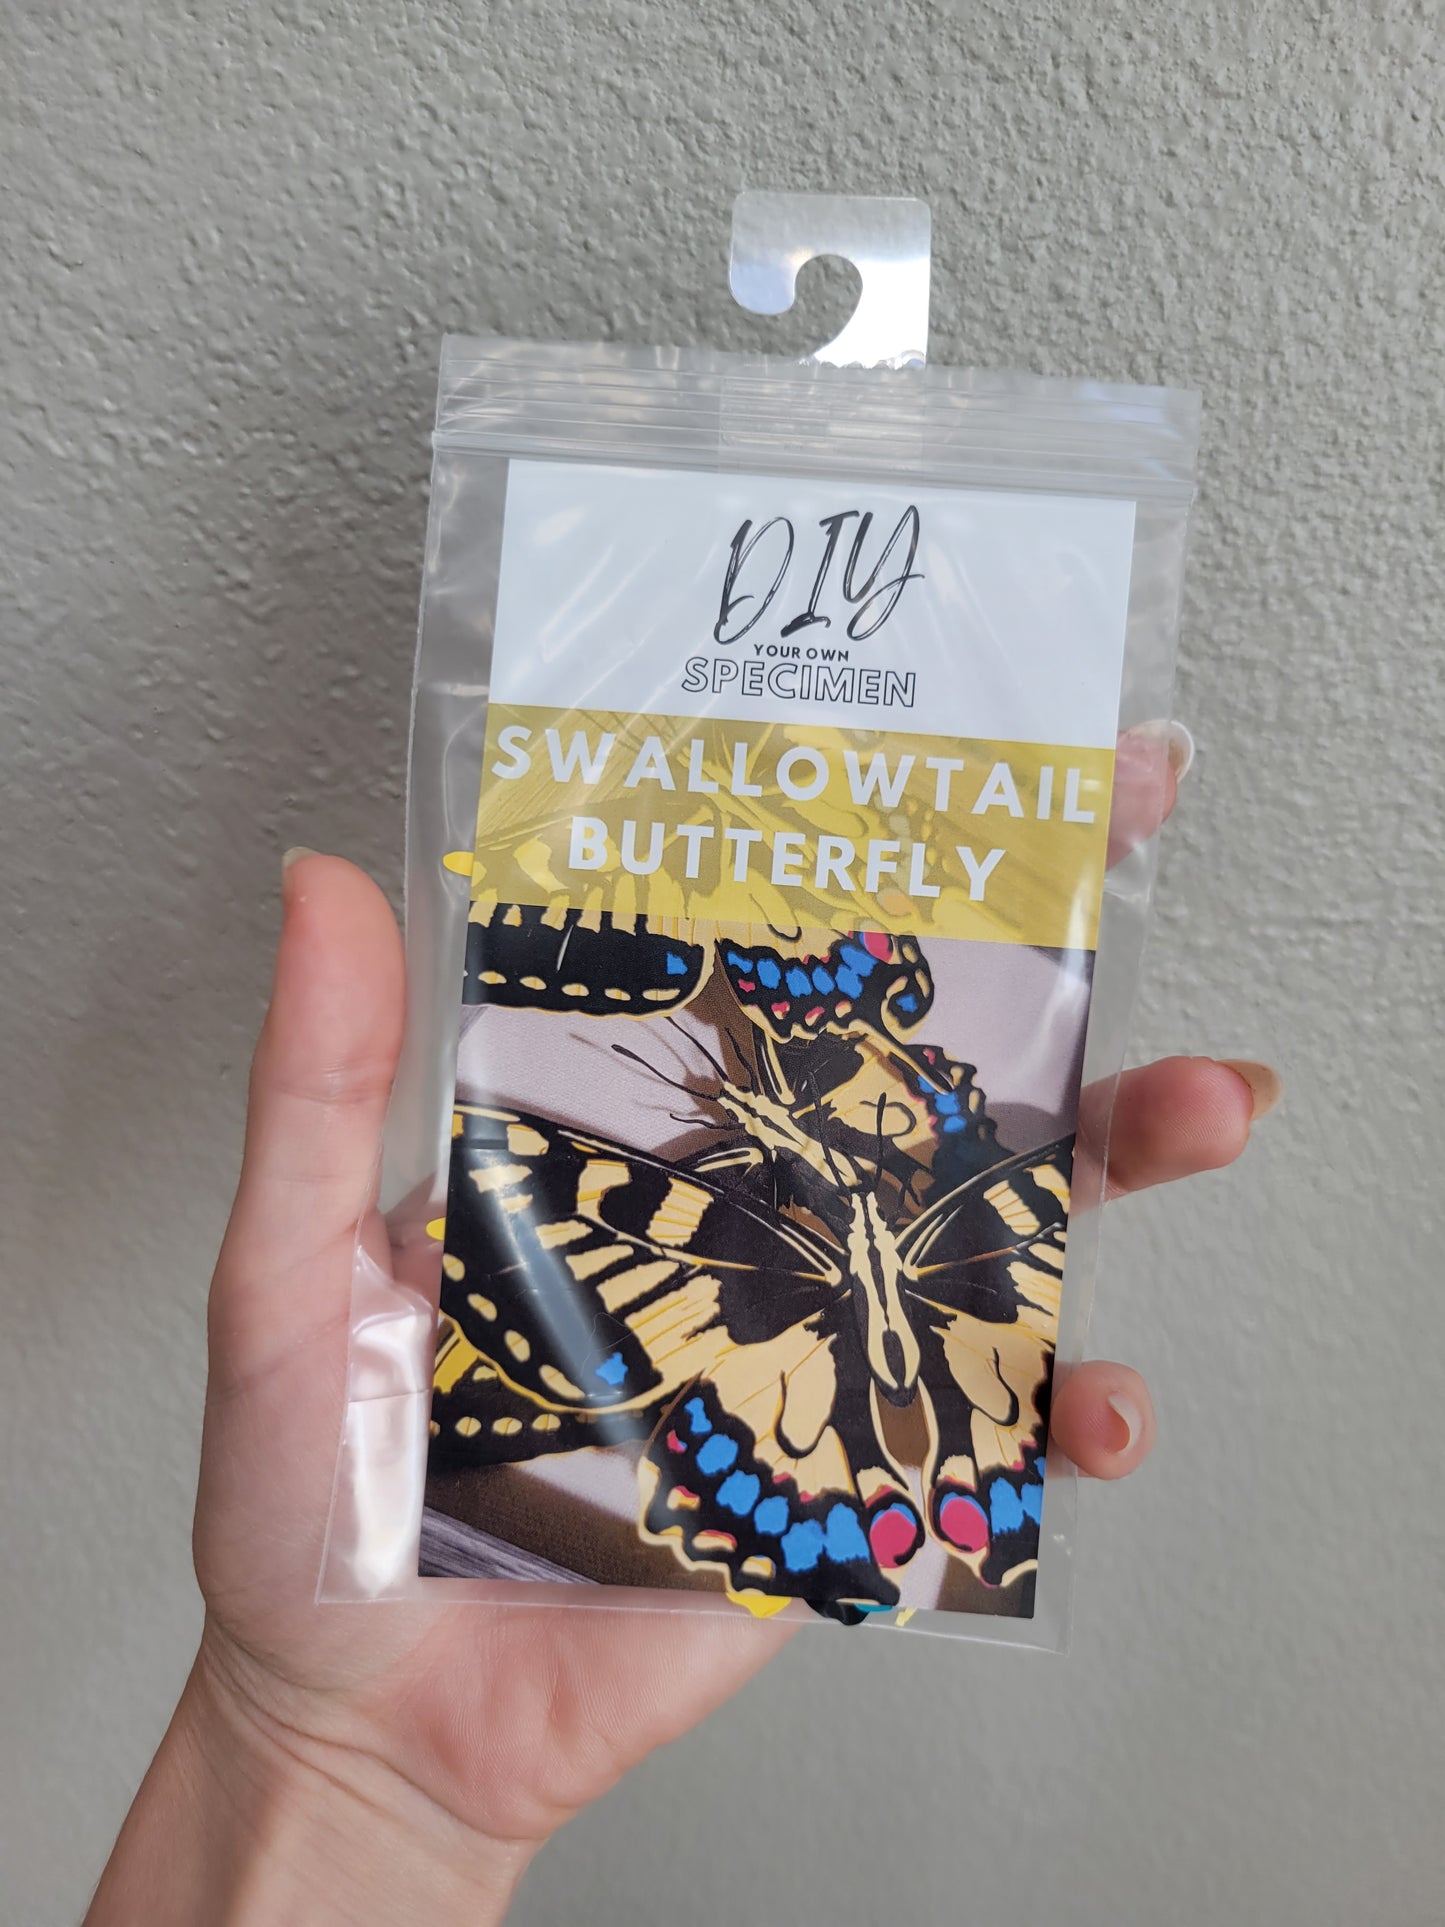 DIY
YOUR OWN
SPECIMEN
SWALLOWTAIL
BUTTERFLY